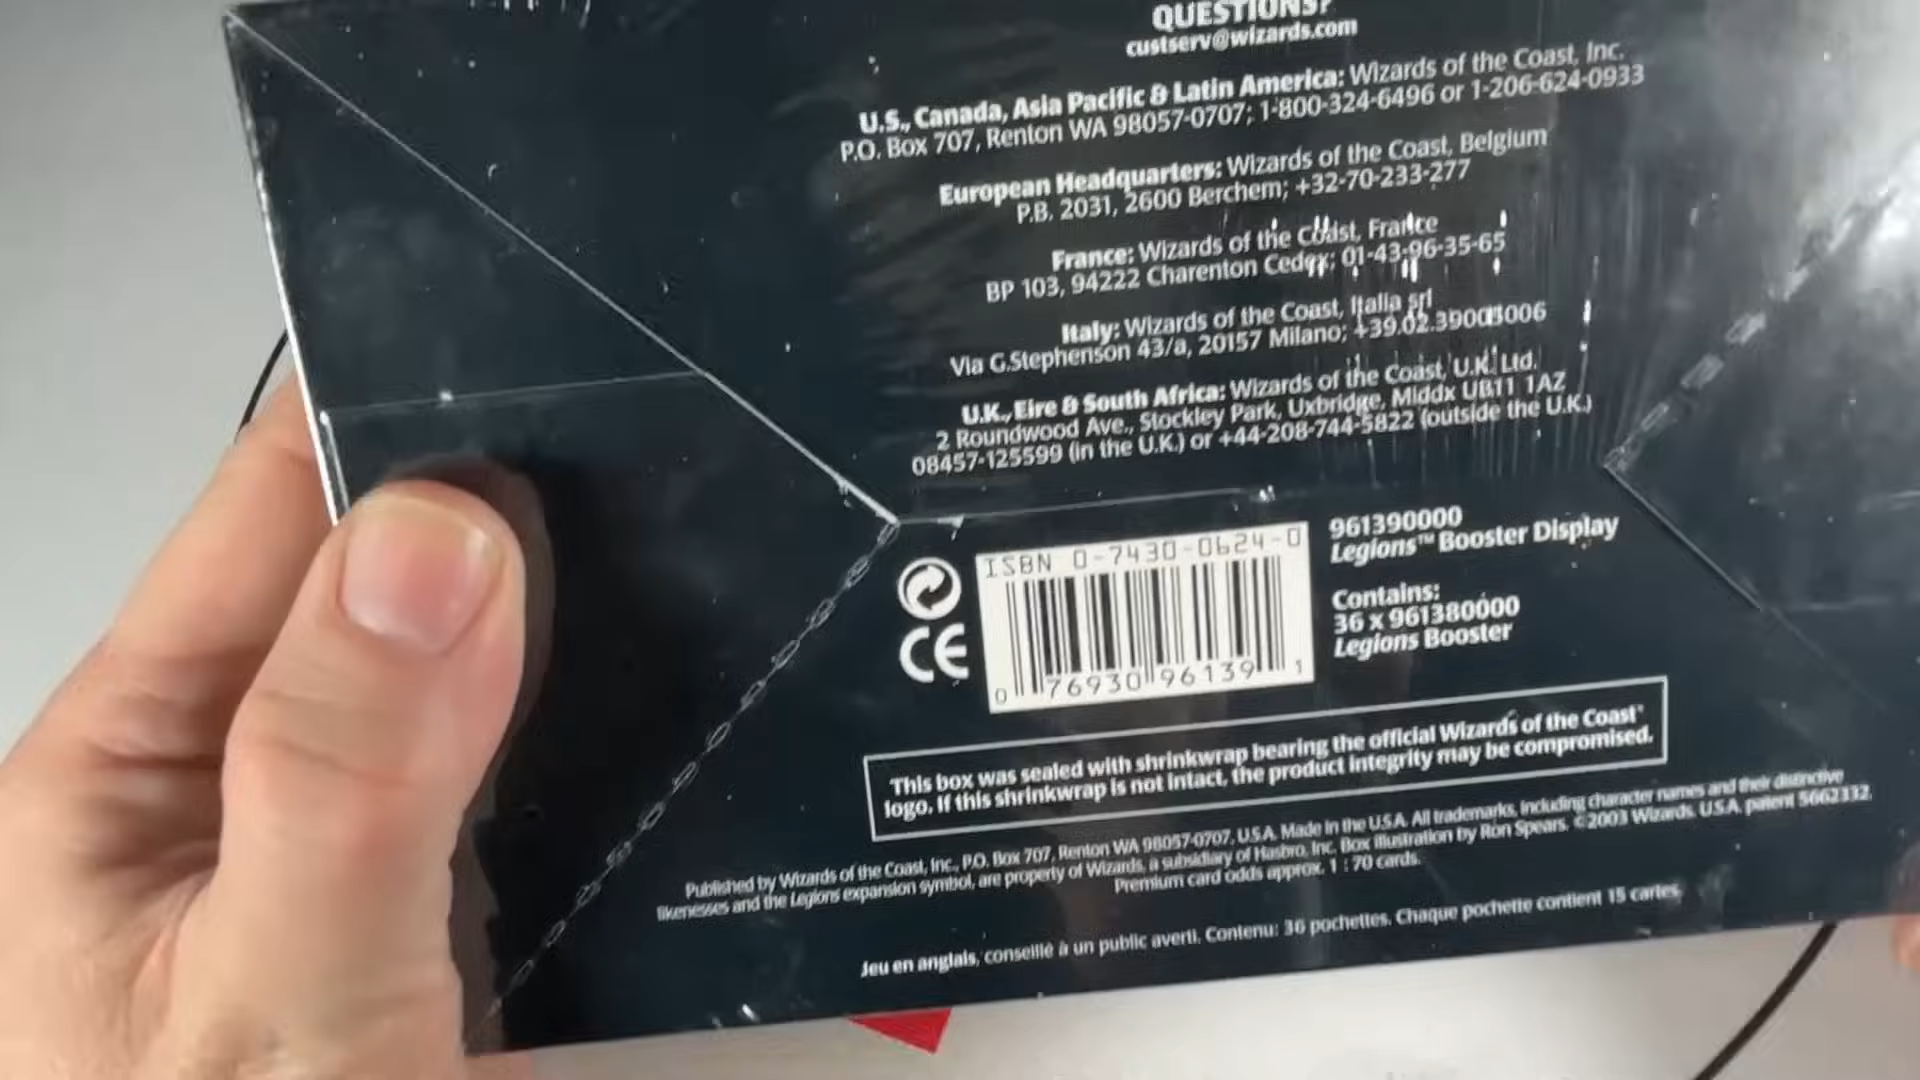 QUESTIONS?
custserv@wizards.com
U.S., Canada, Asia Pacific & Latin America: Wizards of the Coast, Inc.
P.O. Box 707, Renton WA 98057-0707; 1-800-324-6496 or 1-206-624-0933
European Headquarters: Wizards of the Coast, Belgium
P.B. 2031, 2600 Berchem; +32-70-233-277
France: Wizards of the Coast, France
BP 103, 94222 Charenton Cedex; 01-43-96-35-65
Italy: Wizards of the Coast, Italia srl
Via G.Stephenson 43/a, 20157 Milano; +39.02.39005006
U.K., Eire & South Africa: Wizards of the Coast, U.K. Ltd.
2 Roundwood Ave., Stockley Park, Uxbridge, Middx UB11 1AZ
08457-125599 (in the U.K.) or +44-208-744-5822 (outside the U.K.)
ISBN 0-7430-0624-0
0 76930 96139 1
CE
961390000
Legions™ Booster Display
Contains:
36 x 961380000
Legions Booster
This box was sealed with shrinkwrap bearing the official Wizards of the Coast®
logo. If this shrinkwrap is not intact, the product integrity may be compromised.
Published by Wizards of the Coast, Inc., P.O. Box 707, Renton WA 98057-0707, U.S.A. Made in the U.S.A. All trademarks, including character names and their distinctive
likenesses and the Legions expansion symbol, are property of Wizards, a subsidiary of Hasbro, Inc. Box illustration by Ron Spears. ©2003 Wizards. U.S.A. patent 5662332.
Premium card odds approx. 1 : 70 cards.
Jeu en anglais, conseillé à un public averti. Contenu: 36 pochettes. Chaque pochette contient 15 cartes.